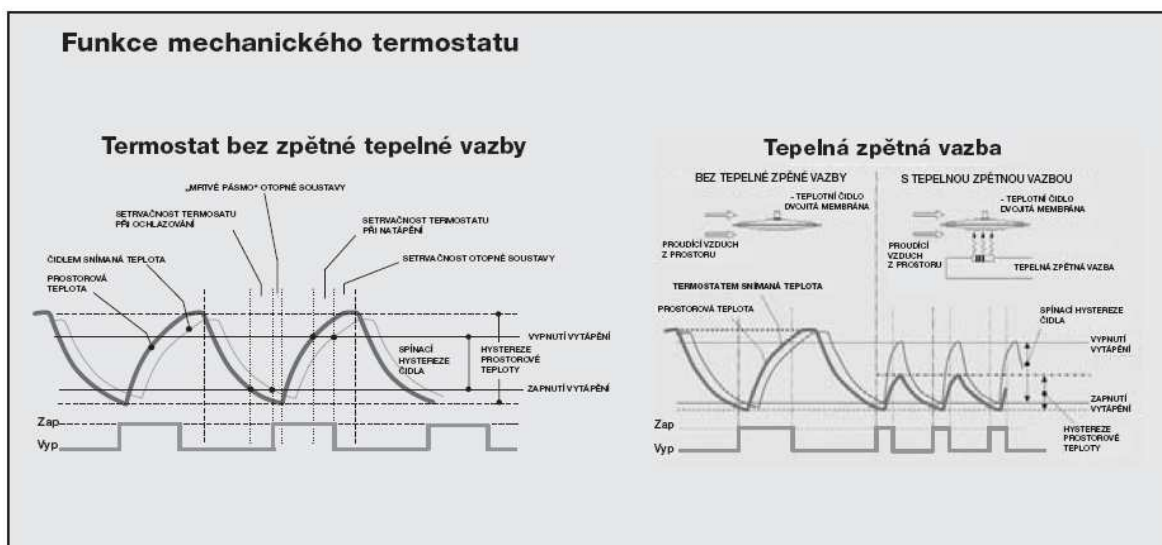 Funkce mechanického termostatu
Termostat bez zpětné tepelné vazby
„MRTVÉ PÁSMO“ OTOPNÉ SOUSTAVY
SETRVAČNOST TERMOSATU
PŘI OCHLAZOVÁNÍ
SETRVAČNOST TERMOSTATU
PŘI NATÁPĚNÍ
ČIDLEM SNÍMANÁ TEPLOTA
SETRVAČNOST OTOPNÉ SOUSTAVY
PROSTOROVÁ
TEPLOTA
VYPNUTÍ VYTÁPĚNÍ
SPÍNACÍ
HYSTEREZE
ČIDLA
HYSTEREZE
PROSTOROVÉ
TEPLOTY
ZAPNUTÍ VYTÁPĚNÍ
Zap
Vyp
Tepelná zpětná vazba
BEZ TEPELNÉ ZPĚNÉ VAZBY
- TEPLOTNÍ ČIDLO
DVOJITÁ MEMBRÁNA
PROUDÍCÍ VZDUCH
Z PROSTORU
S TEPELNOU ZPĚTNOU VAZBOU
- TEPLOTNÍ ČIDLO
DVOJITÁ MEMBRÁNA
PROUDÍCÍ
VZDUCH
Z PROSTORU
TEPELNÁ ZPĚTNÁ VAZBA
TERMOSTATEM SNÍMANÁ TEPLOTA
PROSTOROVÁ TEPLOTA
SPÍNACÍ HYSTEREZE
ČIDLA
VYPNUTÍ
VYTÁPĚNÍ
ZAPNUTÍ
VYTÁPĚNÍ
HYSTEREZE
PROSTOROVÉ
TEPLOTY
Zap
Vyp